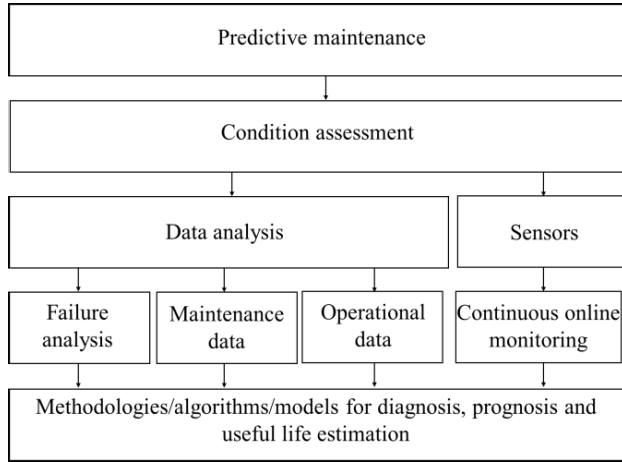 Predictive maintenance
Condition assessment
Data analysis
Sensors
Failure
analysis
Maintenance
data
Operational
data
Continuous online
monitoring
Methodologies/algorithms/models for diagnosis, prognosis and
useful life estimation